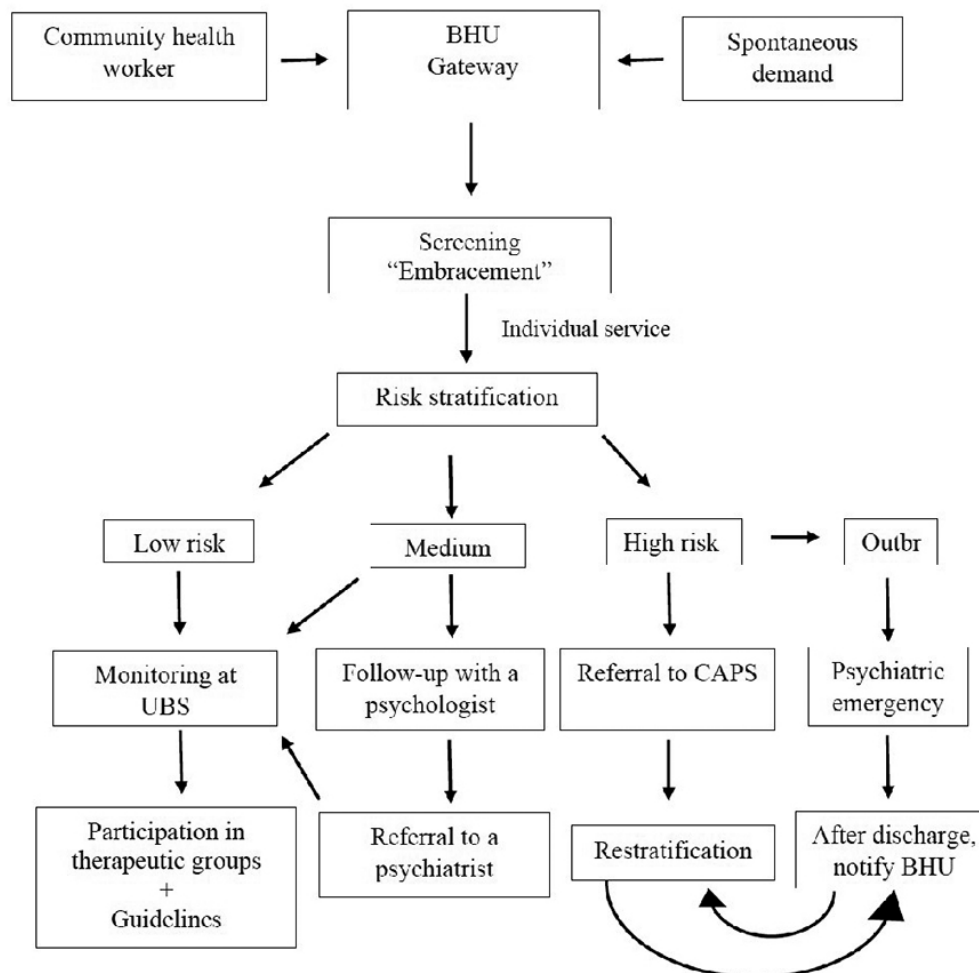 Community health
worker
BHU
Gateway
Spontaneous
demand
Screening
“Embracement”
Individual service
Risk stratification
Low risk
Medium
High risk
Outbr
Monitoring at
UBS
Follow-up with a
psychologist
Referral to CAPS
Psychiatric
emergency
Participation in
therapeutic groups
+
Guidelines
Referral to a
psychiatrist
Restratification
After discharge,
notify BHU